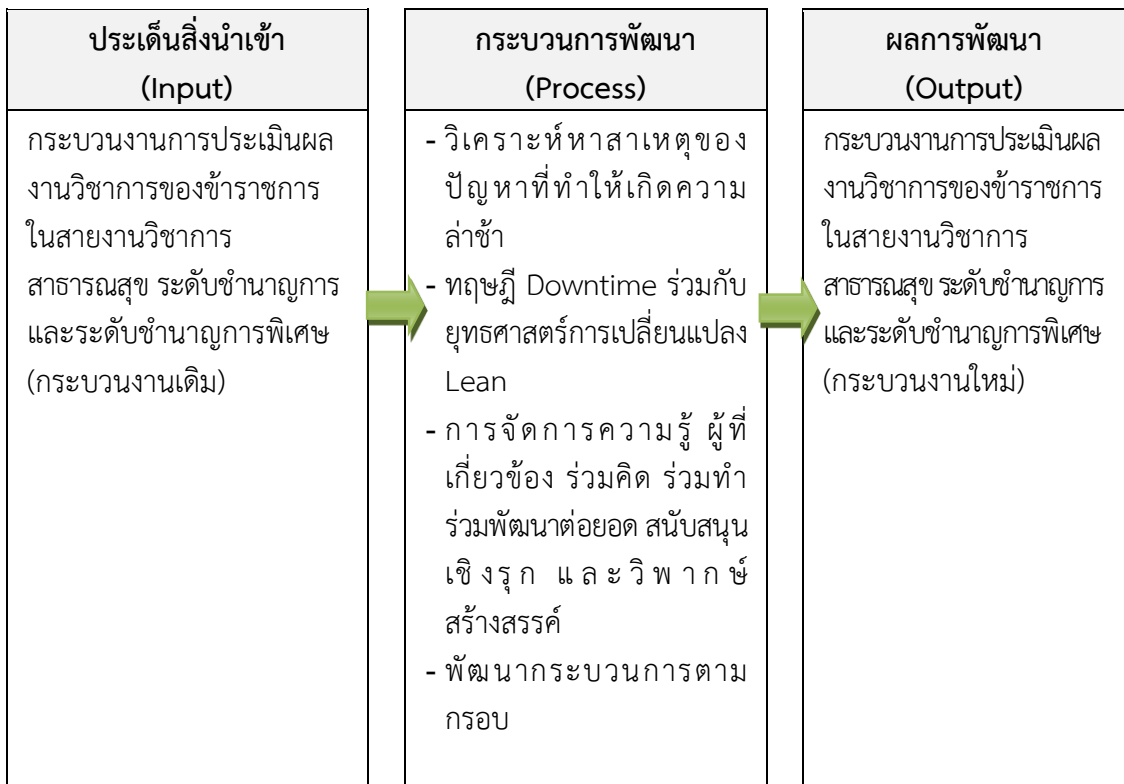 ประเด็นสิ่งนำเข้า
(Input)
กระบวนงานการประเมินผล
งานวิชาการของข้าราชการ
ในสายงานวิชาการ
สาธารณสุข ระดับชำนาญการ
และระดับชำนาญการพิเศษ
(กระบวนงานเดิม)
กระบวนการพัฒนา
(Process)
- วิเคราะห์หาสาเหตุของ
ปัญหาที่ทำให้เกิดความ
ล่าช้า
- ทฤษฎี Downtime ร่วมกับ
ยุทธศาสตร์การเปลี่ยนแปลง
Lean
- การจัดการความรู้ ผู้ที่
เกี่ยวข้อง ร่วมคิด ร่วมทำ
ร่วมพัฒนาต่อยอด สนับสนุน
เชิงรุก และวิพากษ์
สร้างสรรค์
- พัฒนากระบวนการตาม
กรอบ
ผลการพัฒนา
(Output)
กระบวนงานการประเมินผล
งานวิชาการของข้าราชการ
ในสายงานวิชาการ
สาธารณสุข ระดับชำนาญการ
และระดับชำนาญการพิเศษ
(กระบวนงานใหม่)